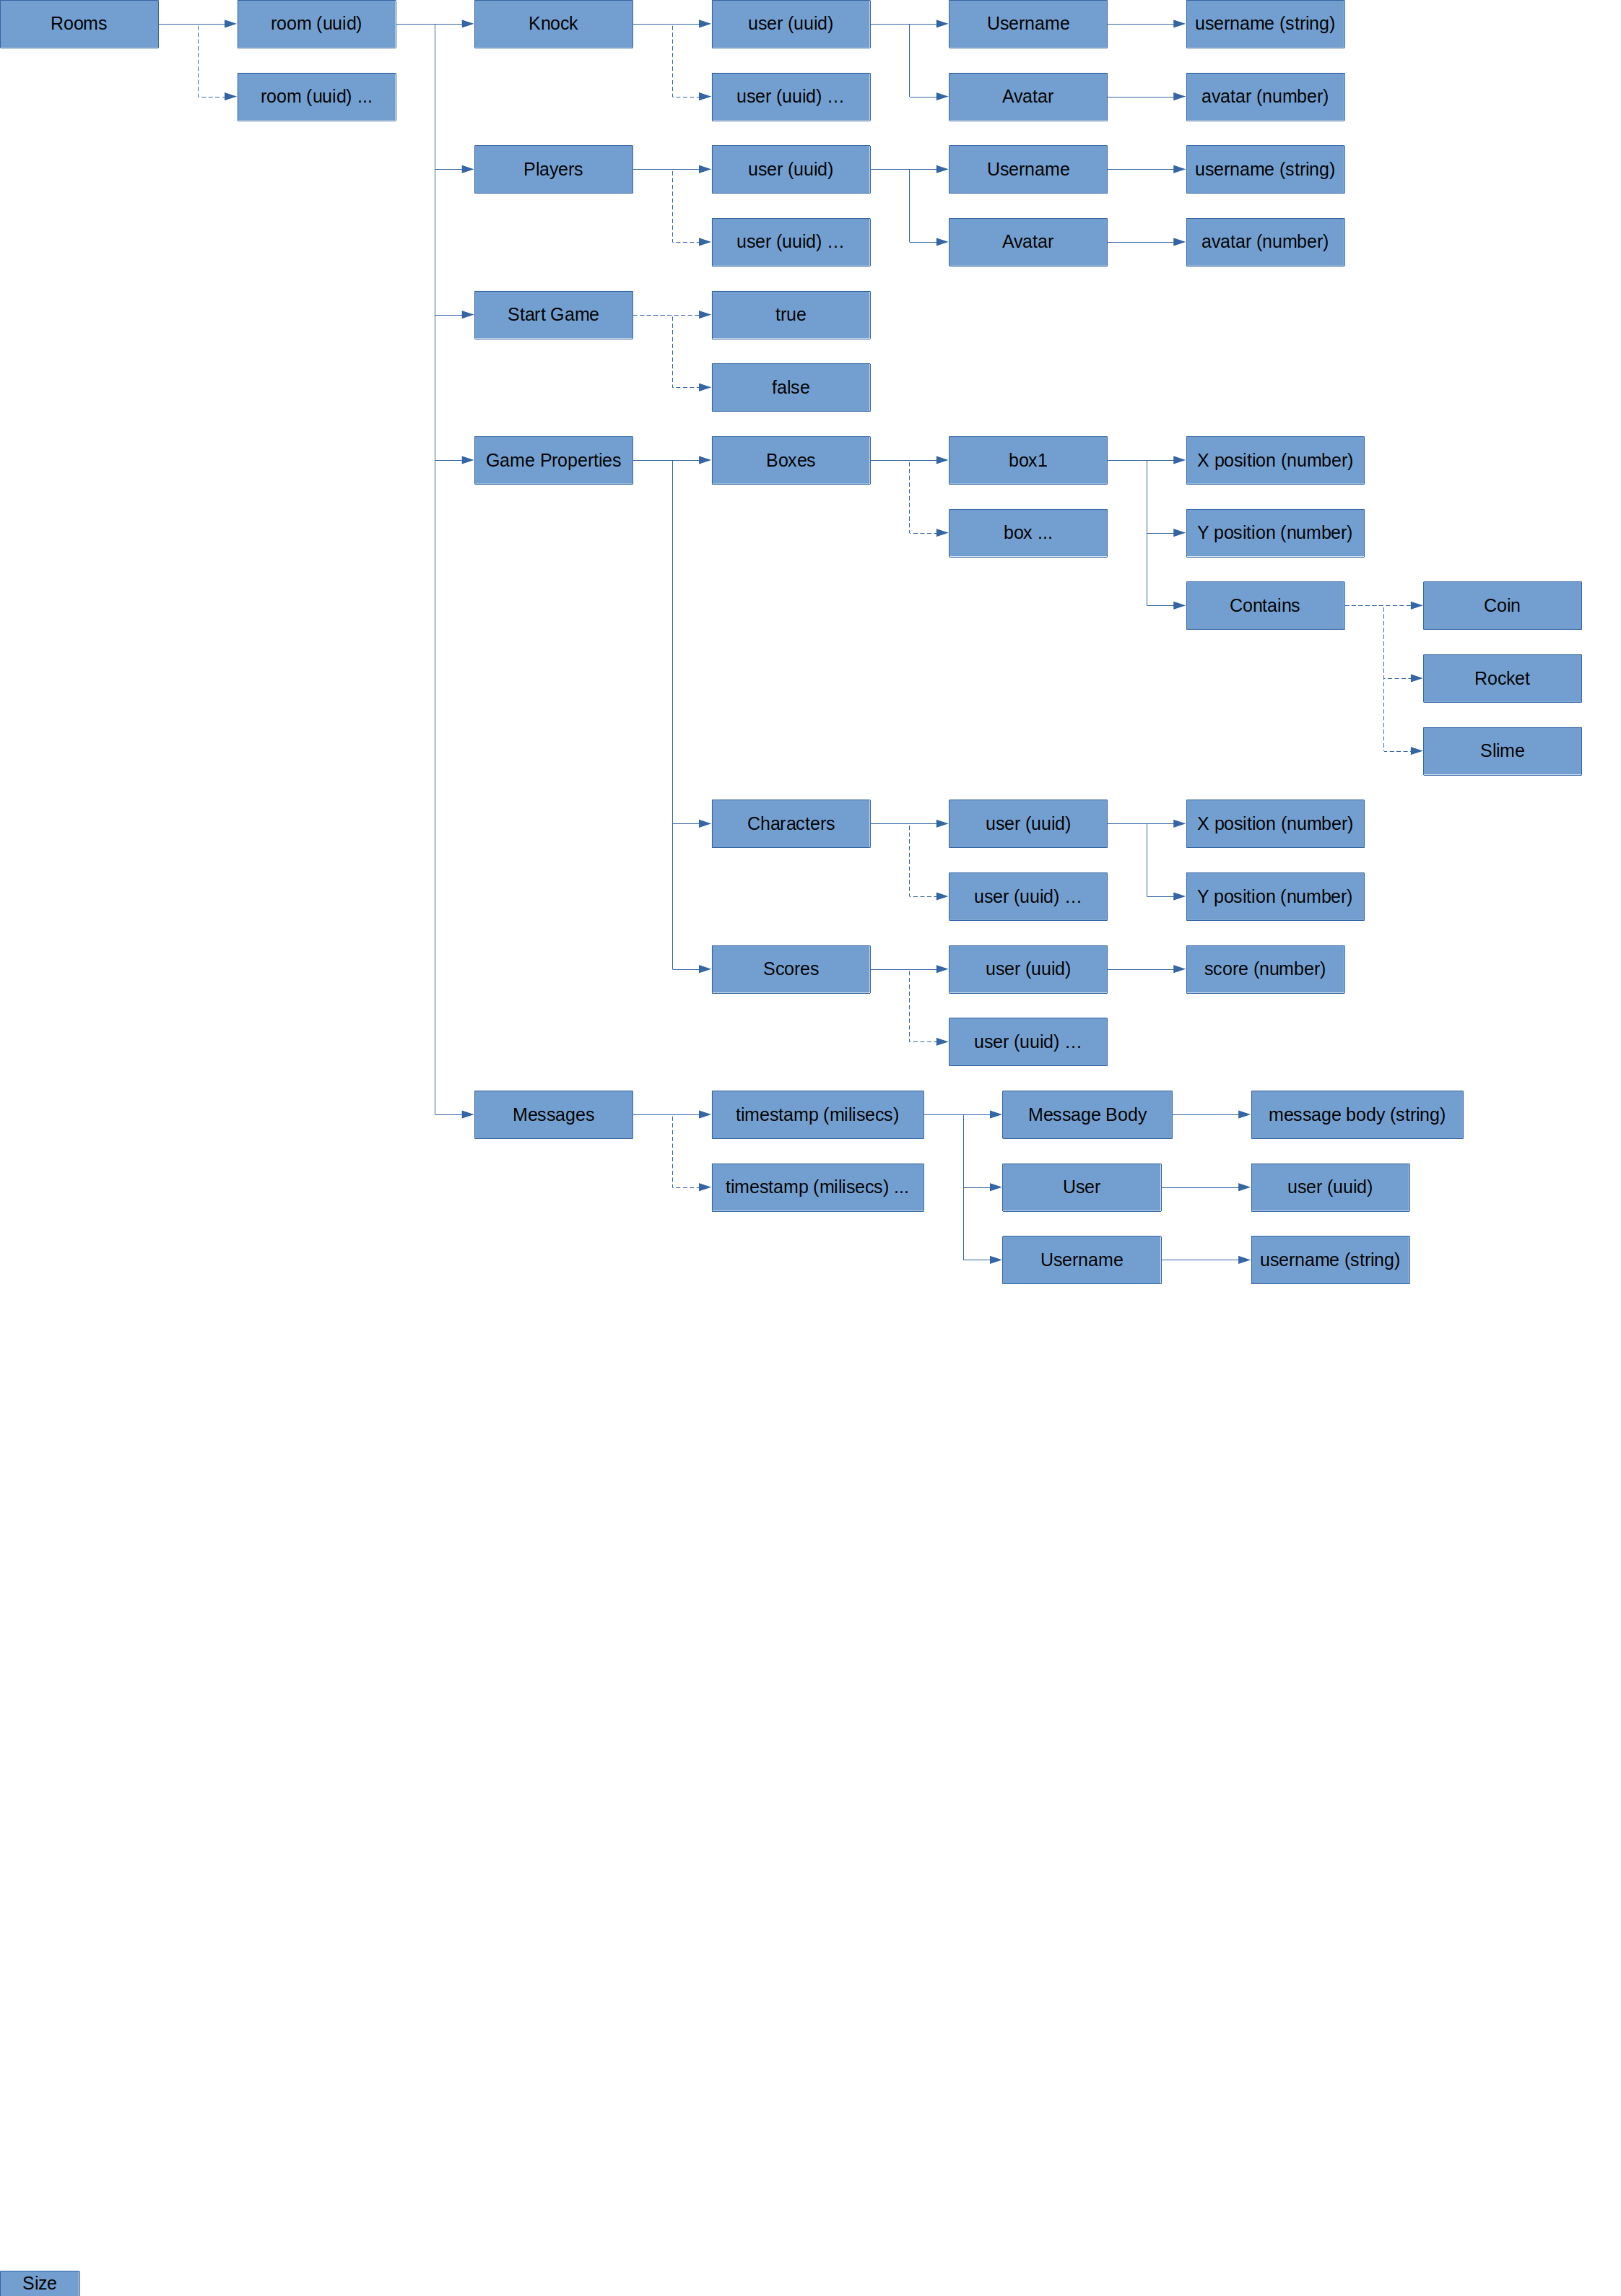 Rooms
room (uuid)
Knock
user (uuid)
Username
username (string)
room (uuid) ...
user (uuid) …
Avatar
avatar (number)
Players
user (uuid)
Username
username (string)
user (uuid) …
Avatar
avatar (number)
Start Game
true
false
Game Properties
Boxes
box1
X position (number)
box ...
Y position (number)
Contains
Coin
Rocket
Slime
Characters
user (uuid)
X position (number)
user (uuid) …
Y position (number)
Scores
user (uuid)
score (number)
user (uuid) …
Messages
timestamp (milisecs)
Message Body
message body (string)
timestamp (milisecs) ...
User
user (uuid)
Username
username (string)
Size